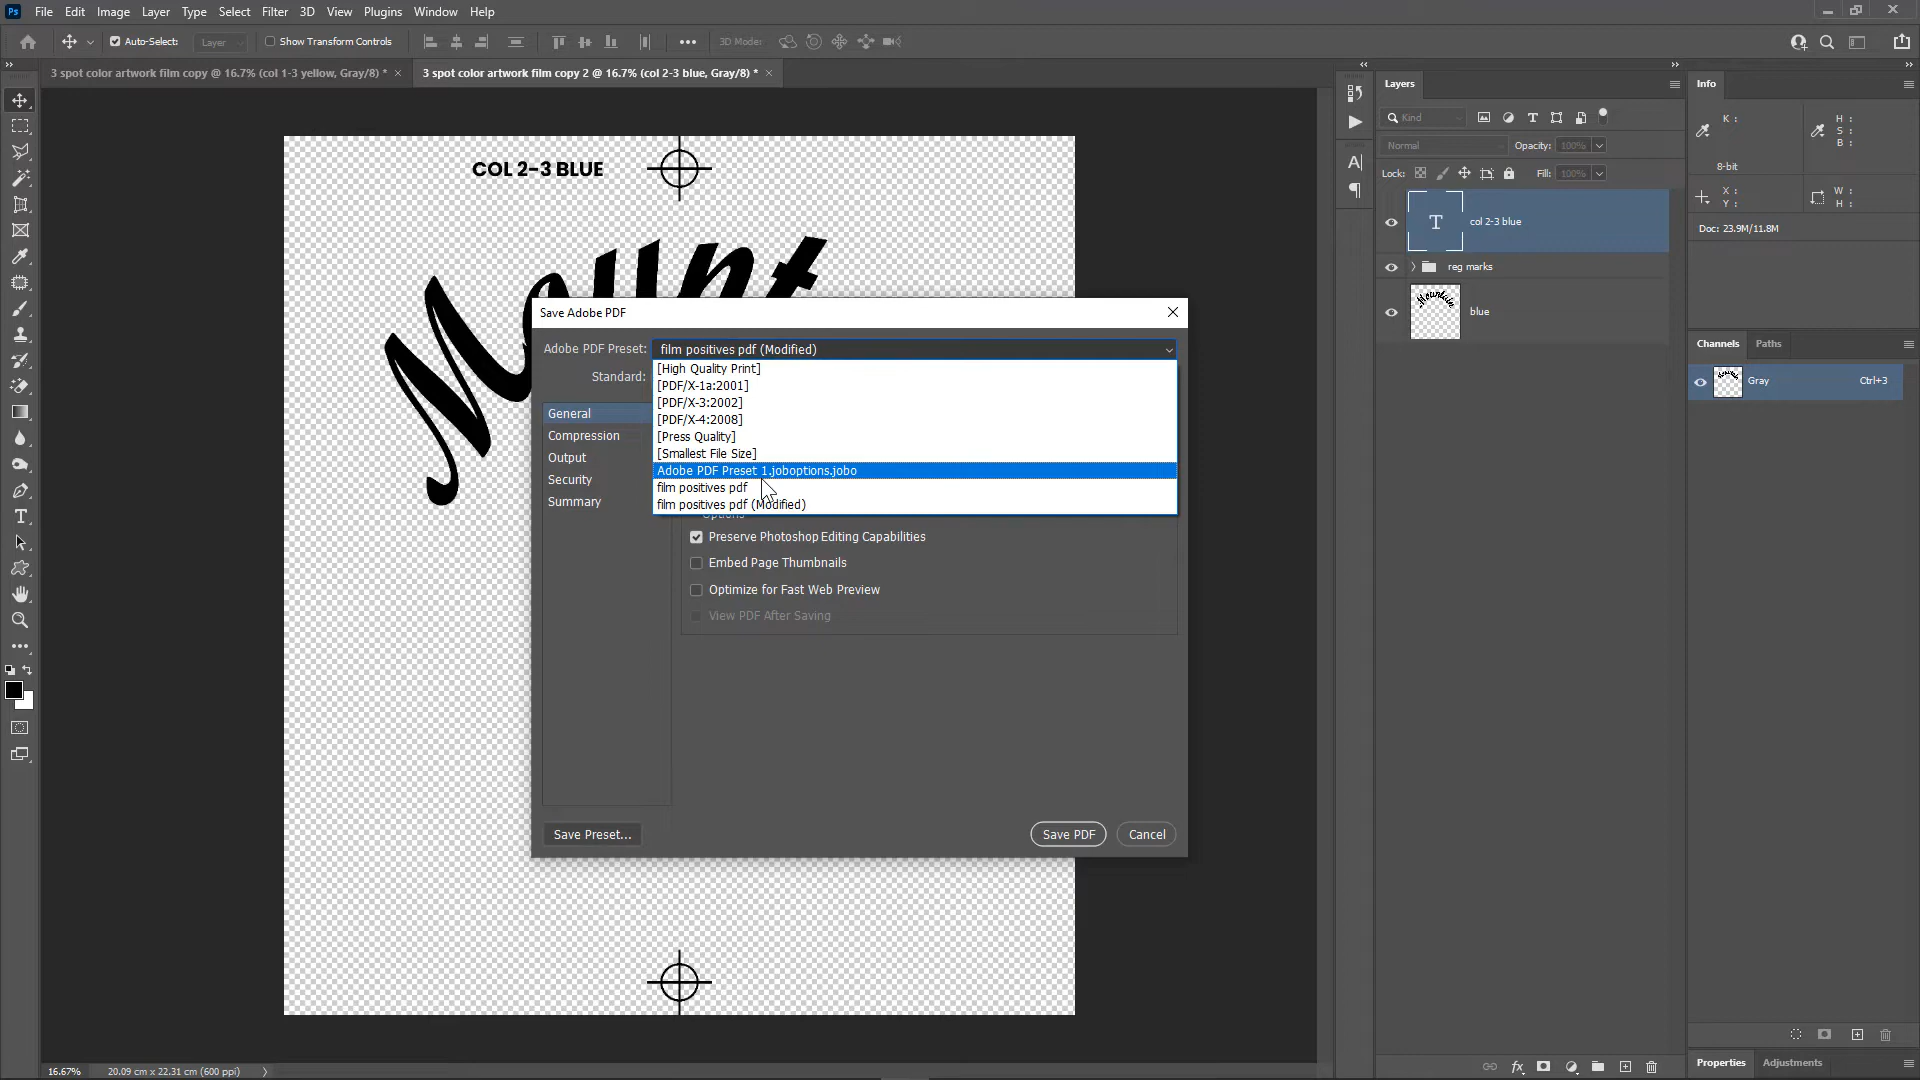 Ps File Edit Image Layer Type Select Filter 3D View Plugins Window Help
Auto-Select: Layer Show Transform Controls 3D Mode:
3 spot color artwork film copy @ 16.7% (col 1-3 yellow, Gray/8) *
3 spot color artwork film copy 2 @ 16.7% (col 2-3 blue, Gray/8) *
COL 2-3 BLUE
Mount
Save Adobe PDF
Adobe PDF Preset: film positives pdf (Modified)
Standard:
[High Quality Print]
[PDF/X-1a:2001]
[PDF/X-3:2002]
[PDF/X-4:2008]
[Press Quality]
[Smallest File Size]
Adobe PDF Preset 1.joboptions.jobo
film positives pdf
film positives pdf (Modified)
General
Compression
Output
Security
Summary
Options
Preserve Photoshop Editing Capabilities
Embed Page Thumbnails
Optimize for Fast Web Preview
View PDF After Saving
Save Preset...
Save PDF
Cancel
Layers
Kind
Normal Opacity: 100%
Lock: Fill: 100%
T col 2-3 blue
reg marks
Mountain
blue
Info
K: H:
S:
B:
8-bit
X: W:
Y: H:
Doc: 23.9M/11.8M
Channels Paths
Gray Ctrl+3
Properties Adjustments
16.67% 20.09 cm x 22.31 cm (600 ppi)